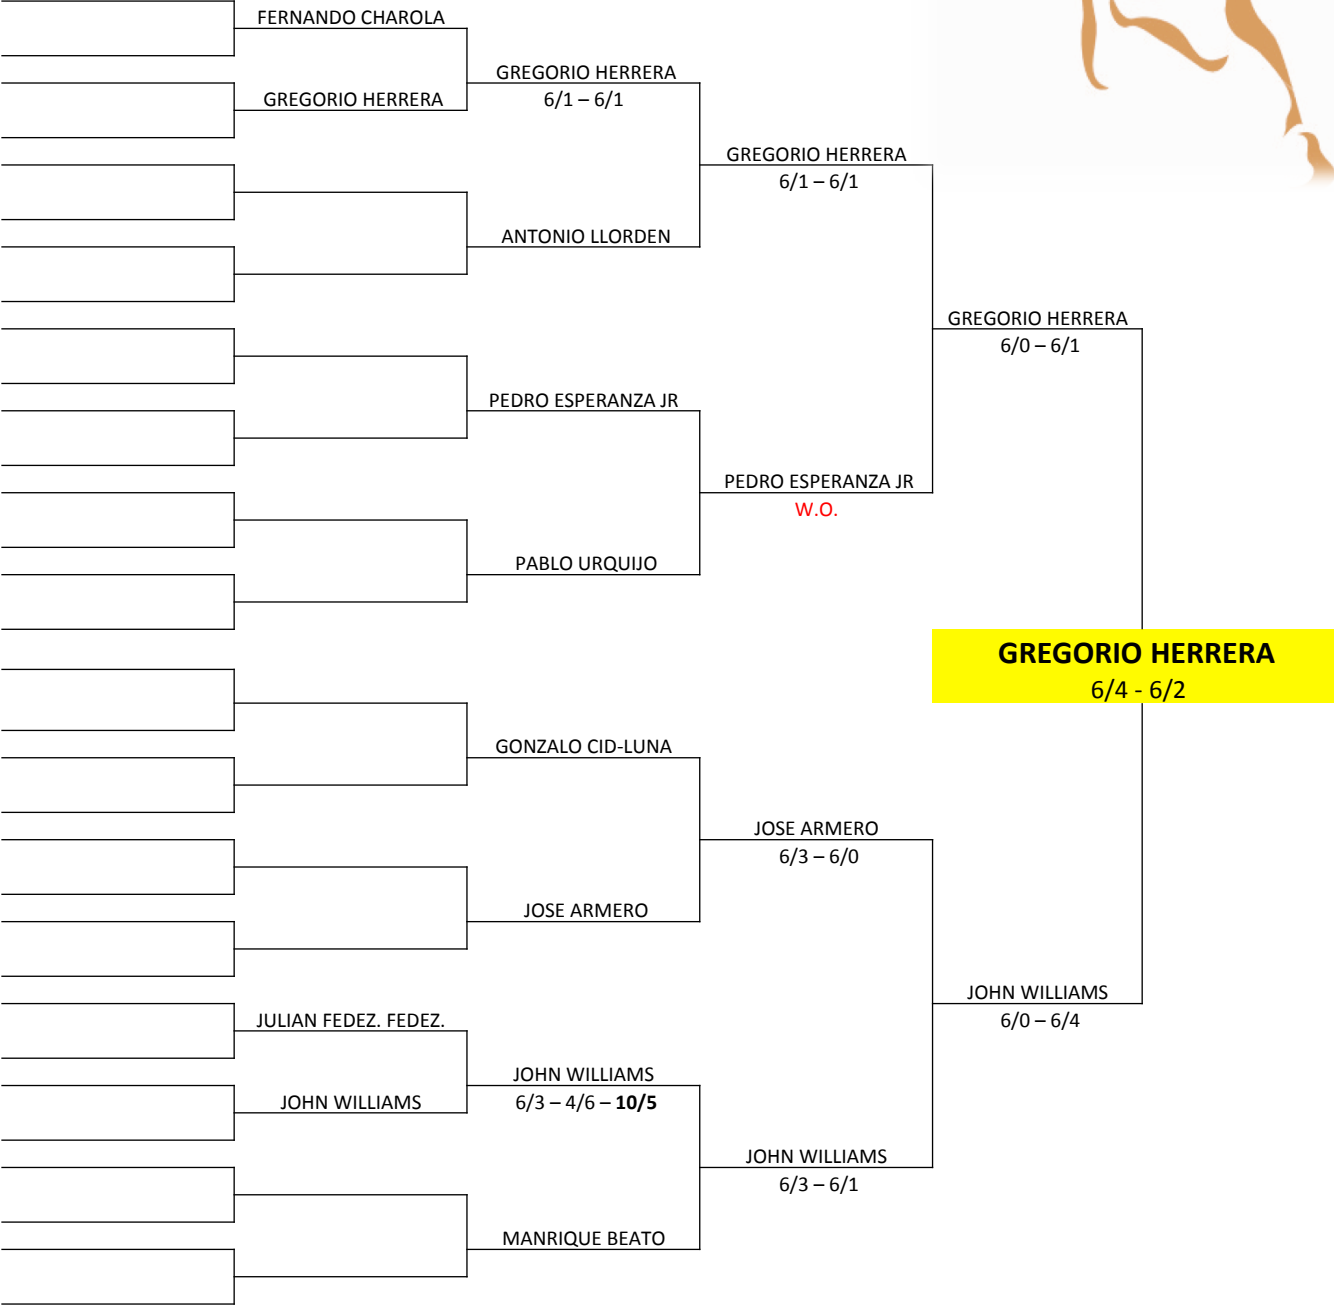 FERNANDO CHAROLA
GREGORIO HERRERA
6/1 – 6/1
GREGORIO HERRERA
GREGORIO HERRERA
6/1 – 6/1
ANTONIO LLORDEN
GREGORIO HERRERA
6/0 – 6/1
PEDRO ESPERANZA JR
PEDRO ESPERANZA JR
W.O.
PABLO URQUIJO
GREGORIO HERRERA
6/4 - 6/2
GONZALO CID-LUNA
JOSE ARMERO
6/3 – 6/0
JOSE ARMERO
JOHN WILLIAMS
6/0 – 6/4
JULIAN FEDEZ. FEDEZ.
JOHN WILLIAMS
6/3 – 4/6 – 10/5
JOHN WILLIAMS
JOHN WILLIAMS
6/3 – 6/1
MANRIQUE BEATO